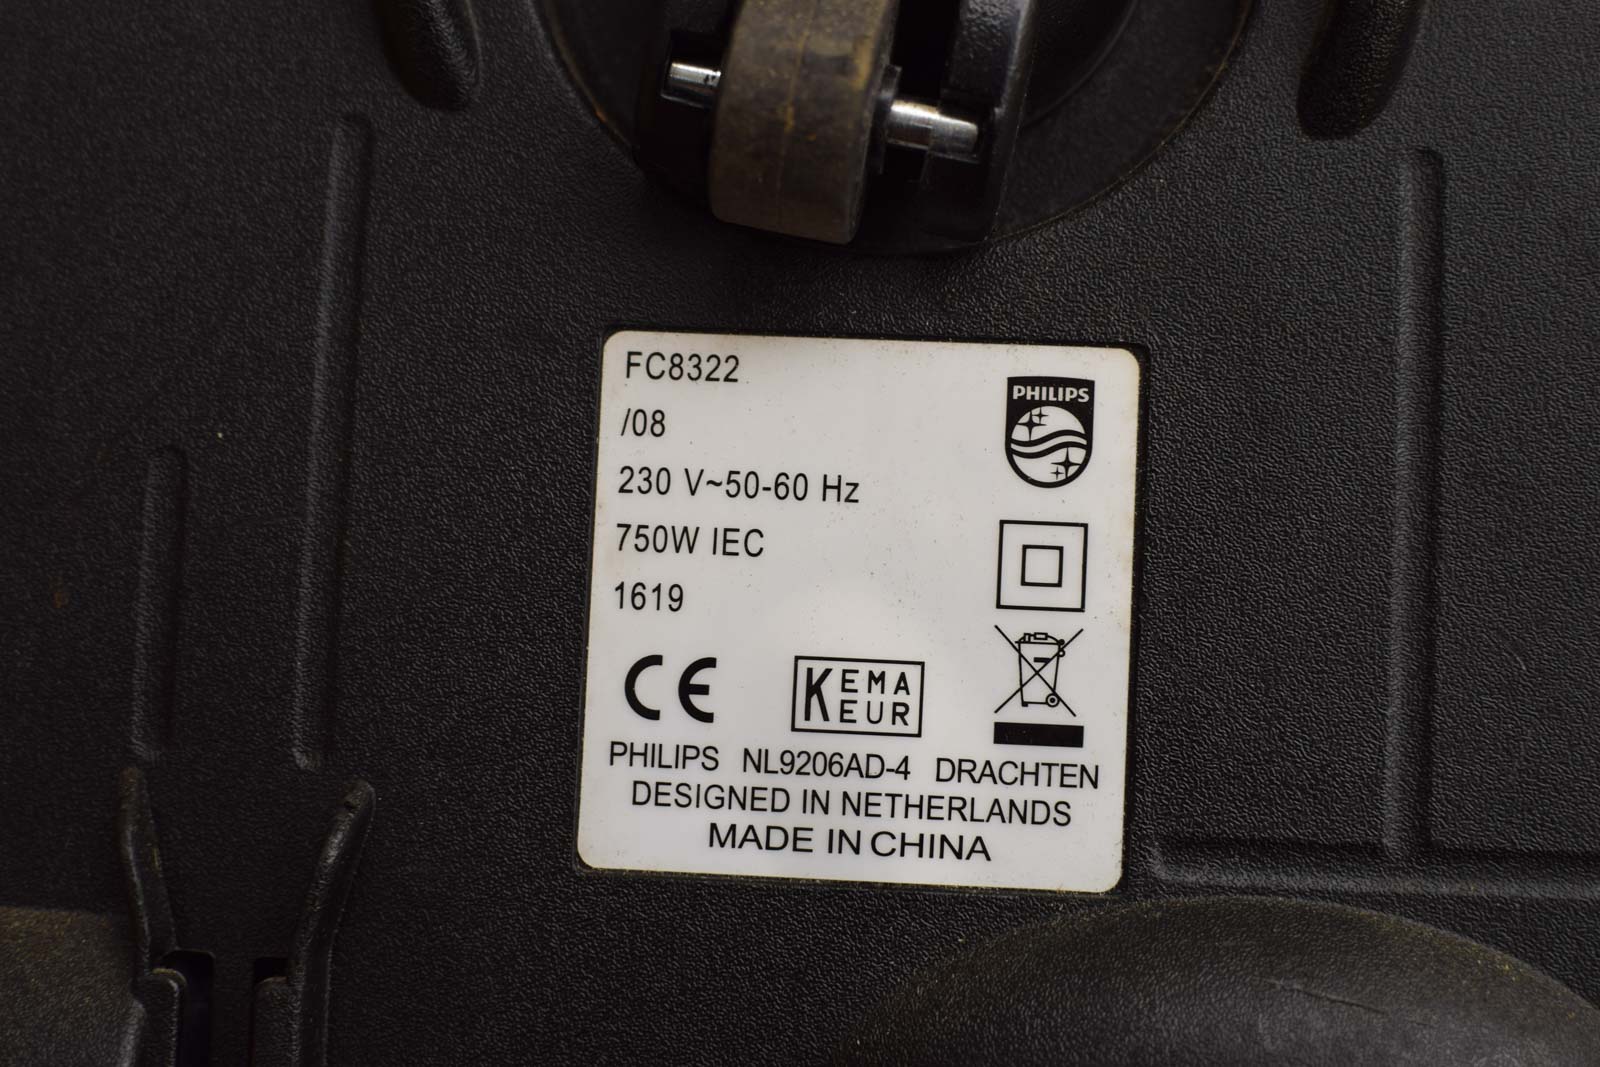 FC8322
/08
230 V~50-60 Hz
750W IEC
1619
PHILIPS
CE
KEMA
EUR
PHILIPS NL9206AD-4 DRACHTEN
DESIGNED IN NETHERLANDS
MADE IN CHINA